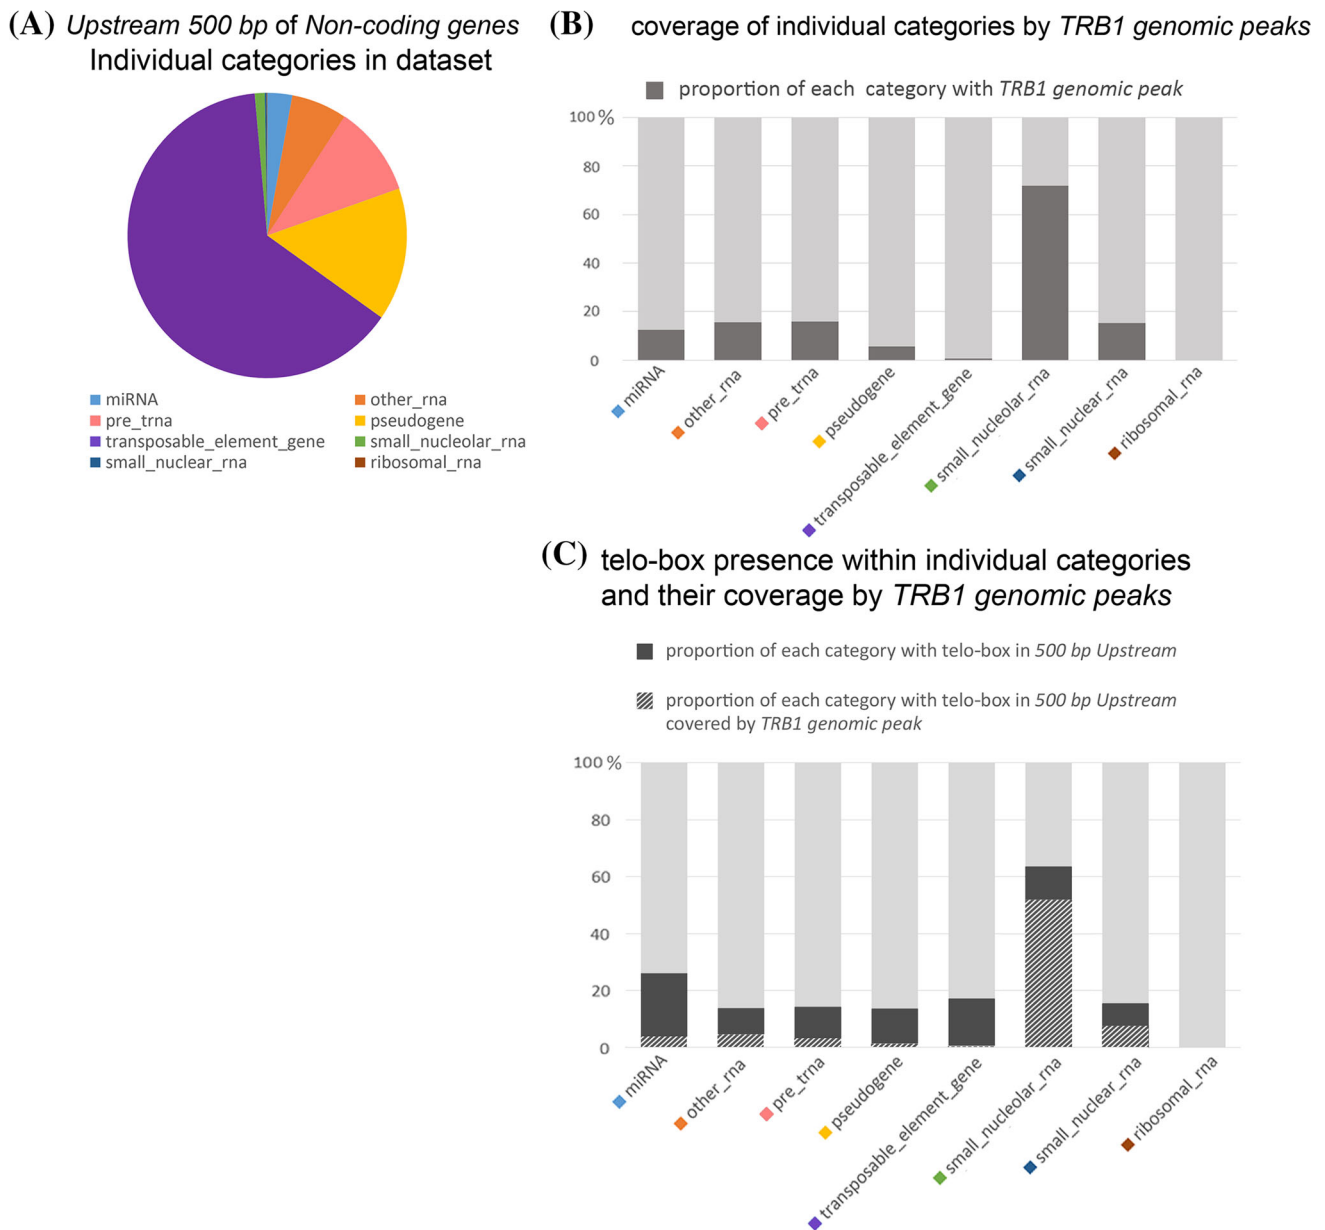 (A) Upstream 500 bp of Non-coding genes
Individual categories in dataset
miRNA
other_rna
pre_trna
pseudogene
transposable_element_gene
small_nucleolar_rna
small_nuclear_rna
ribosomal_rna
(B) coverage of individual categories by TRB1 genomic peaks
proportion of each category with TRB1 genomic peak
100 %
80
60
40
20
0
miRNA
other_rna
pre_trna
pseudogene
transposable_element_gene
small_nucleolar_rna
small_nuclear_rna
ribosomal_rna
(C) telo-box presence within individual categories
and their coverage by TRB1 genomic peaks
proportion of each category with telo-box in 500 bp Upstream
proportion of each category with telo-box in 500 bp Upstream
covered by TRB1 genomic peak
100 %
80
60
40
20
0
miRNA
other_rna
pre_trna
pseudogene
transposable_element_gene
small_nucleolar_rna
small_nuclear_rna
ribosomal_rna